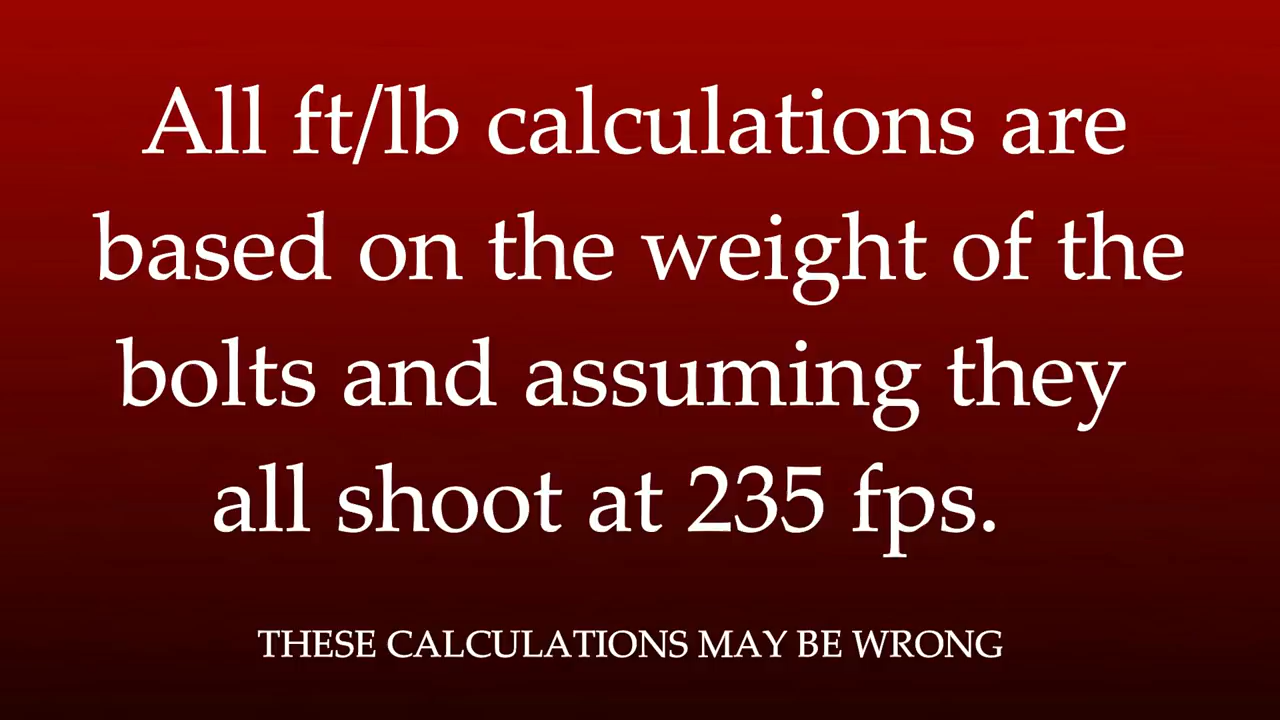 All ft/lb calculations are
based on the weight of the
bolts and assuming they
all shoot at 235 fps.
THESE CALCULATIONS MAY BE WRONG